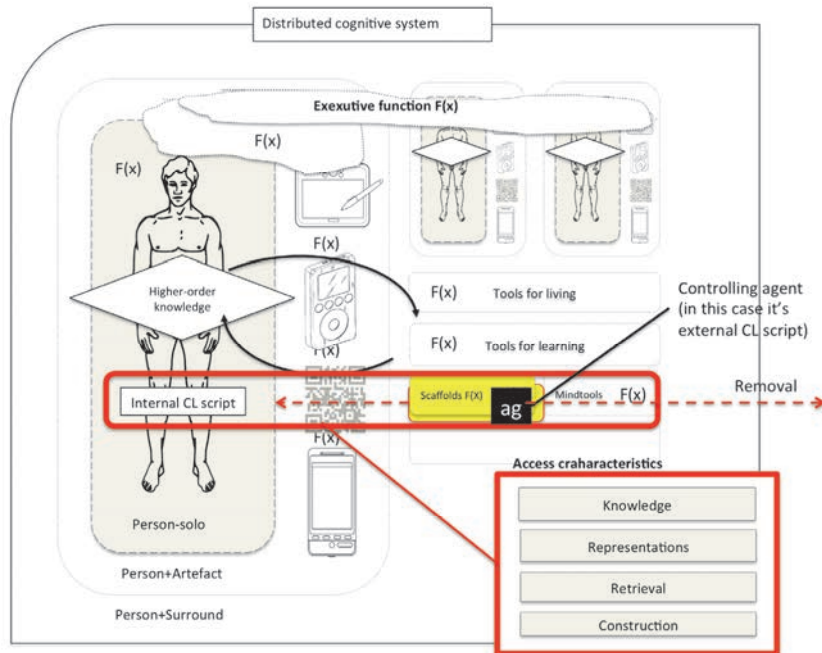 Distributed cognitive system
Exexutive function F(x)
F(x)
F(x)
F(x)
Higher-order
knowledge
F(x)
F(x)
F(x) Tools for living
F(x) Tools for learning
Controlling agent
(in this case it's
external CL script)
Internal CL script
Scaffolds F(X)
ag
Mindtools
F(x)
Removal
Person-solo
Person+Artefact
Person+Surround
Access craharacteristics
Knowledge
Representations
Retrieval
Construction